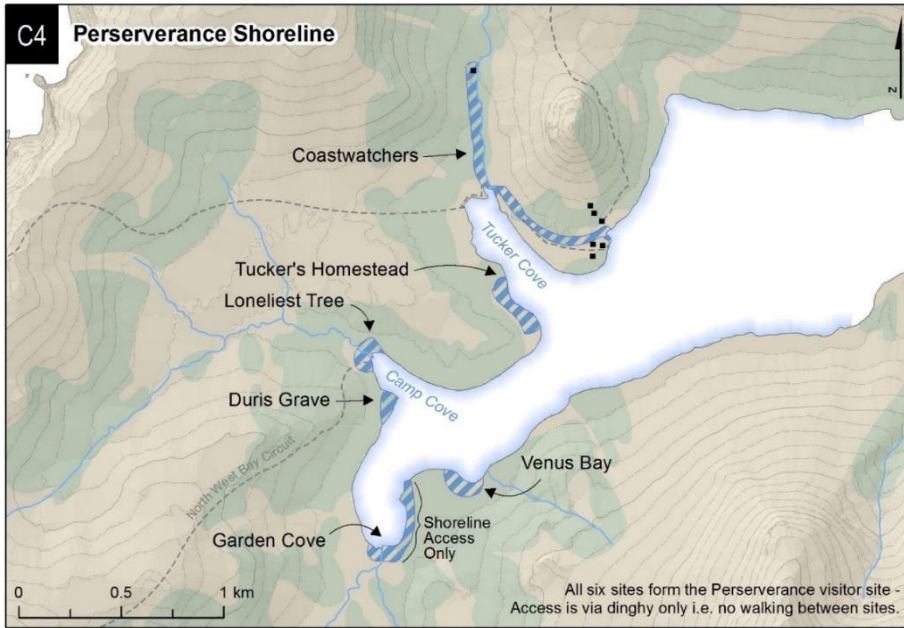 C4
Perserverance Shoreline
z
Coastwatchers
Tucker Cove
Tucker's Homestead
Loneliest Tree
Camp Cove
Duris Grave
North West Bay Circuit
Venus Bay
Garden Cove
Shoreline
Access
Only
0 0.5 1 km
All six sites form the Perserverance visitor site -
Access is via dinghy only i.e. no walking between sites.